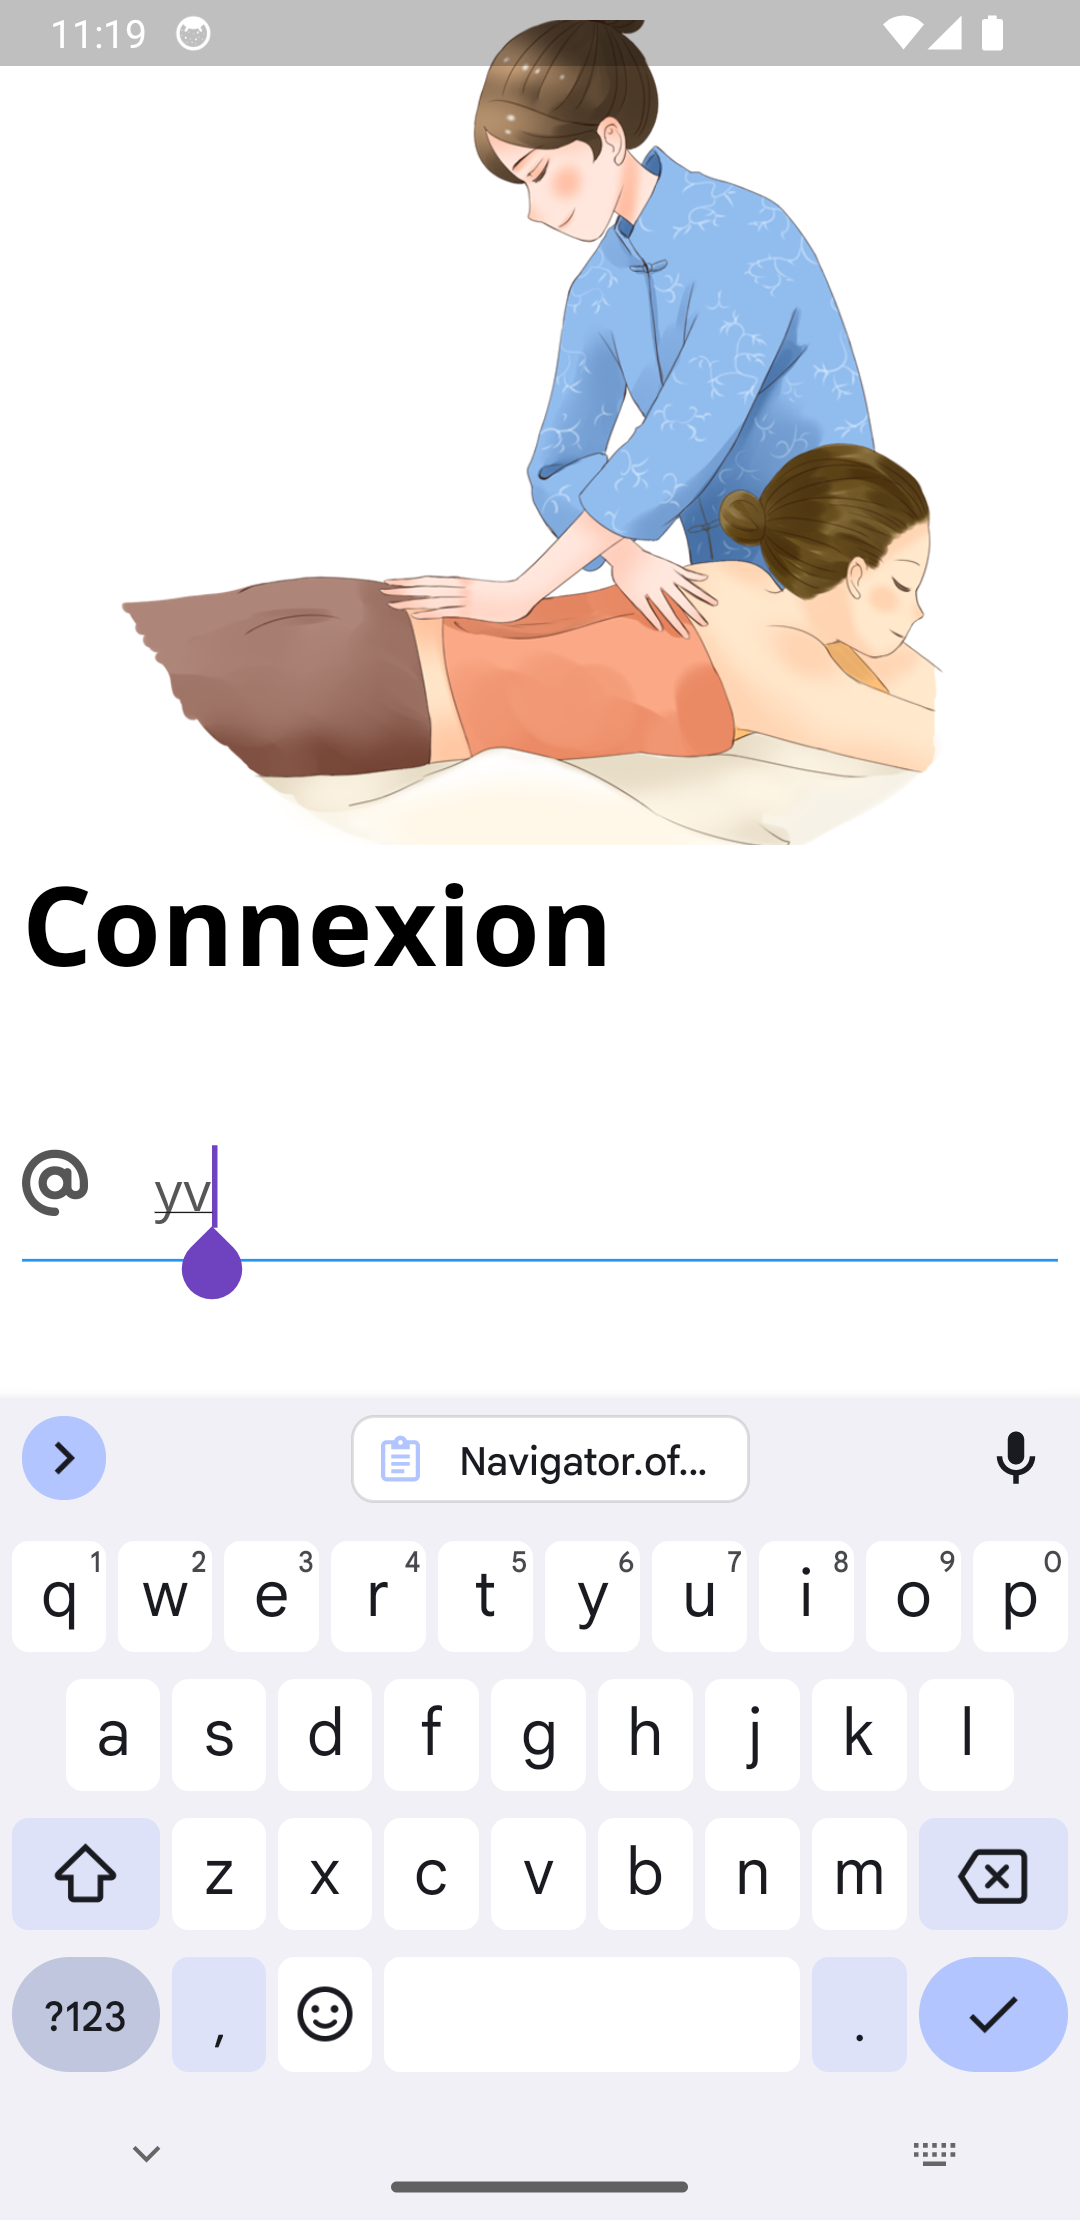 11:19
Connexion
@ yv
Navigator.of...
1 2 3 4 5 6 7 8 9 0
q w e r t y u i o p
a s d f g h j k l
z x c v b n m
?123 , .